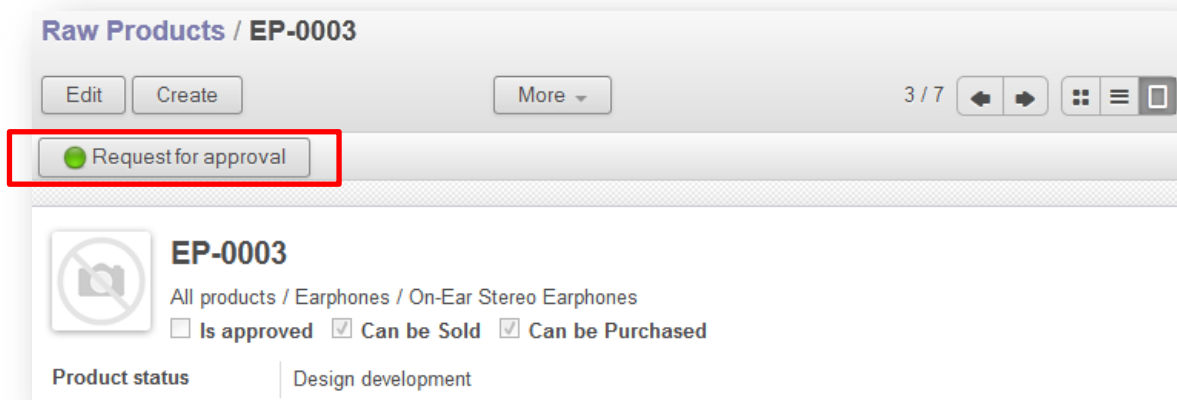 Raw Products / EP-0003
Edit Create More 3 / 7
Request for approval
EP-0003
All products / Earphones / On-Ear Stereo Earphones
Is approved Can be Sold Can be Purchased
Product status Design development